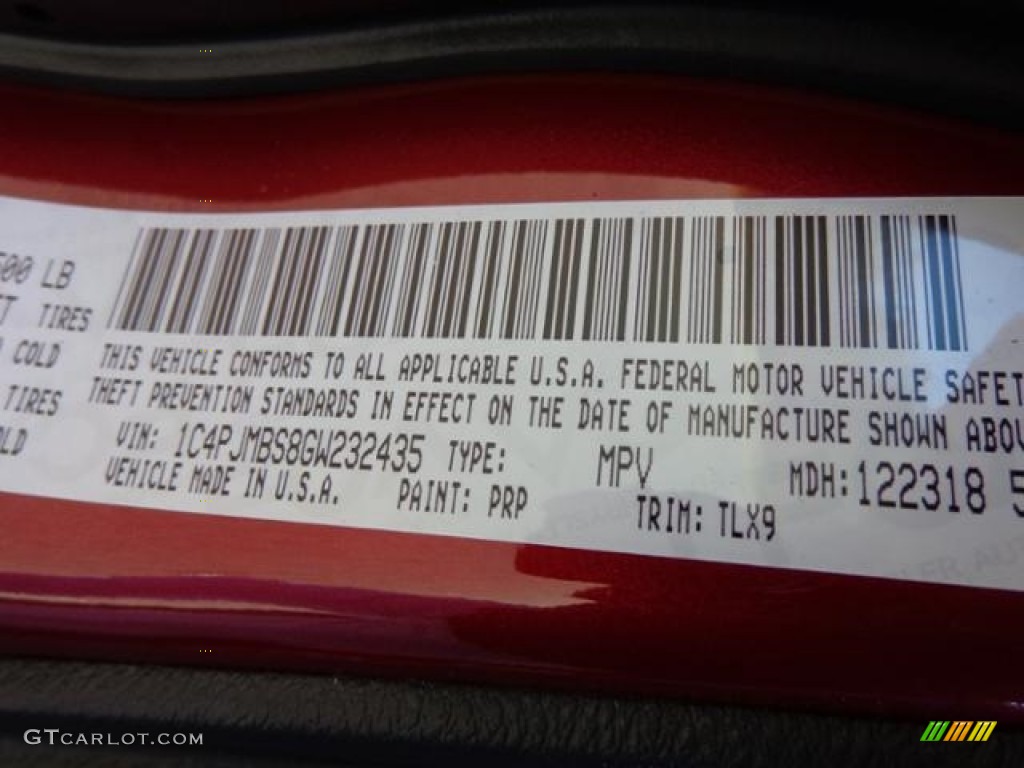 500 LB
TIRES
COLD
TIRES
THIS VEHICLE CONFORMS TO ALL APPLICABLE U.S.A. FEDERAL MOTOR VEHICLE SAFET
THEFT PREVENTION STANDARDS IN EFFECT ON THE DATE OF MANUFACTURE SHOWN ABOV
VIN: 1C4PJMBS8GW232435 TYPE: MPV MDH: 122318 5
VEHICLE MADE IN U.S.A. PAINT: PRP TRIM: TLX9
GTCARLOT.COM